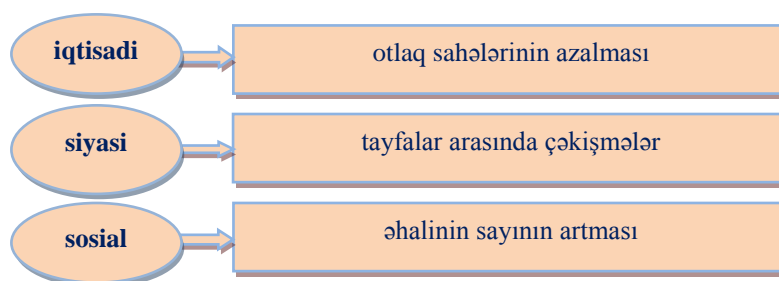 iqtisadi
otlaq sahələrinin azalması
siyasi
tayfalar arasında çəkişmələr
sosial
əhalinin sayının artması